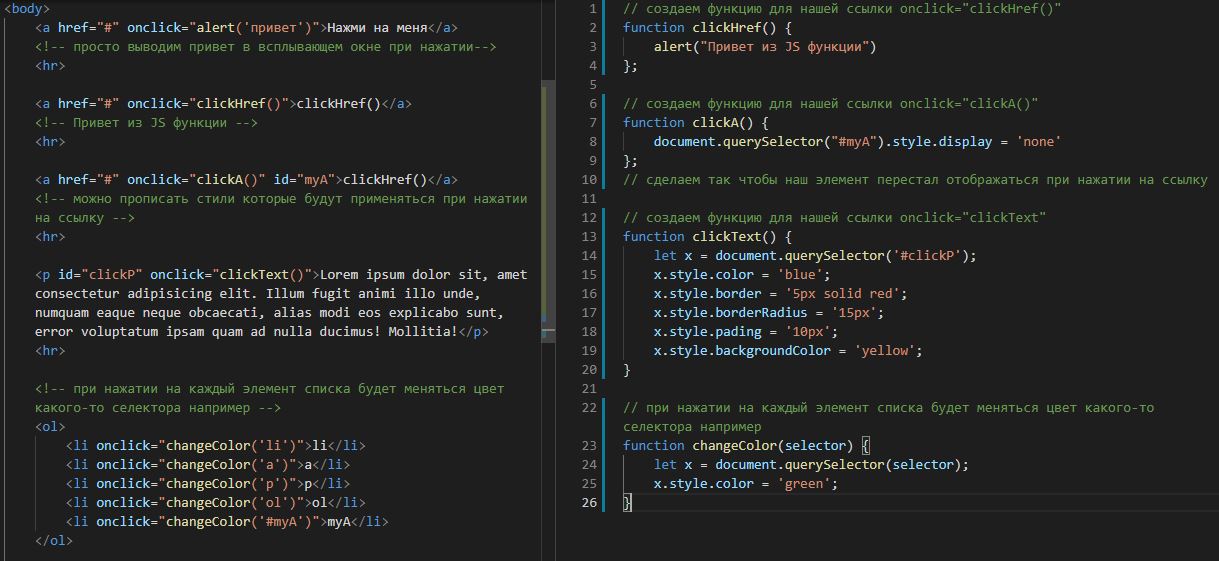 <body>
<a href="#" onclick="alert('привет')">Нажми на меня</a>
<!-- просто выводим привет в всплывающем окне при нажатии-->
<hr>
<a href="#" onclick="clickHref()">clickHref()</a>
<!-- Привет из JS функции -->
<hr>
<a href="#" onclick="clickA()" id="myA">clickHref()</a>
<!-- можно прописать стили которые будут применяться при нажатии
на ссылку -->
<hr>
<p id="clickP" onclick="clickText()">Lorem ipsum dolor sit, amet
consectetur adipisicing elit. Illum fugit animi illo unde,
numquam eaque neque obcaecati, alias modi eos explicabo sunt,
error voluptatum ipsam quam ad nulla ducimus! Mollitia!</p>
<hr>
<!-- при нажатии на каждый элемент списка будет меняться цвет
какого-то селектора например -->
<ol>
<li onclick="changeColor('li')">li</li>
<li onclick="changeColor('a')">a</li>
<li onclick="changeColor('p')">p</li>
<li onclick="changeColor('ol')">ol</li>
<li onclick="changeColor('#myA')">myA</li>
</ol>
1 // создаем функцию для нашей ссылки onclick="clickHref()"
2 function clickHref() {
3 alert("Привет из JS функции")
4 };
5
6 // создаем функцию для нашей ссылки onclick="clickA()"
7 function clickA() {
8 document.querySelector("#myA").style.display = 'none'
9 };
10 // сделаем так чтобы наш элемент перестал отображаться при нажатии на ссылку
11
12 // создаем функцию для нашей ссылки onclick="clickText"
13 function clickText() {
14 let x = document.querySelector('#clickP');
15 x.style.color = 'blue';
16 x.style.border = '5px solid red';
17 x.style.borderRadius = '15px';
18 x.style.pading = '10px';
19 x.style.backgroundColor = 'yellow';
20 }
21
22 // при нажатии на каждый элемент списка будет меняться цвет какого-то
селектора например
23 function changeColor(selector) {
24 let x = document.querySelector(selector);
25 x.style.color = 'green';
26 }